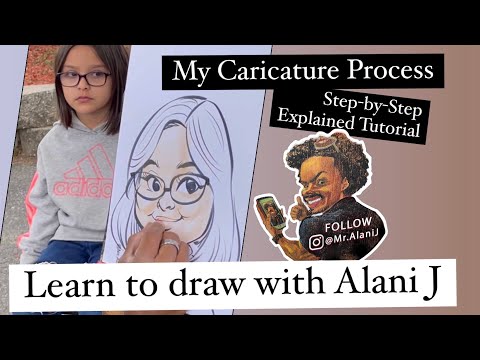 My Caricature Process
Step-by-Step
Explained Tutorial
adidas
FOLLOW
@Mr.AlaniJ
Learn to draw with Alani J